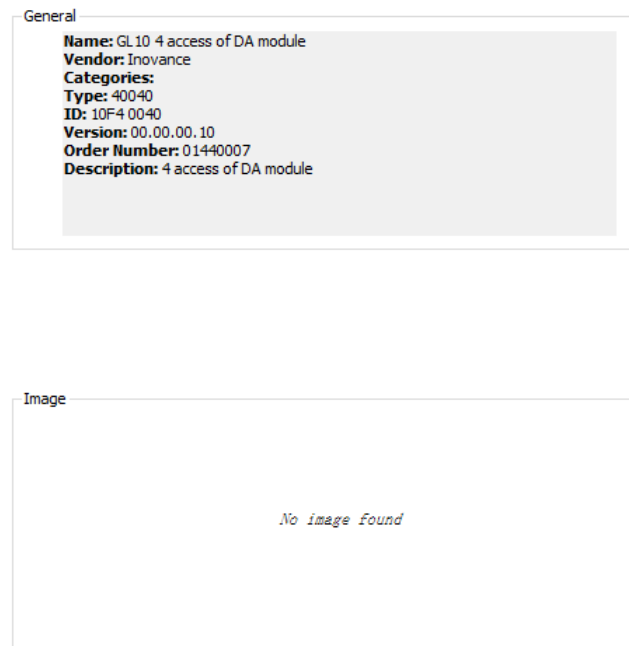 General
Name: GL10 4 access of DA module
Vendor: Inovance
Categories:
Type: 40040
ID: 10F4 0040
Version: 00.00.00.10
Order Number: 01440007
Description: 4 access of DA module
Image
No image found